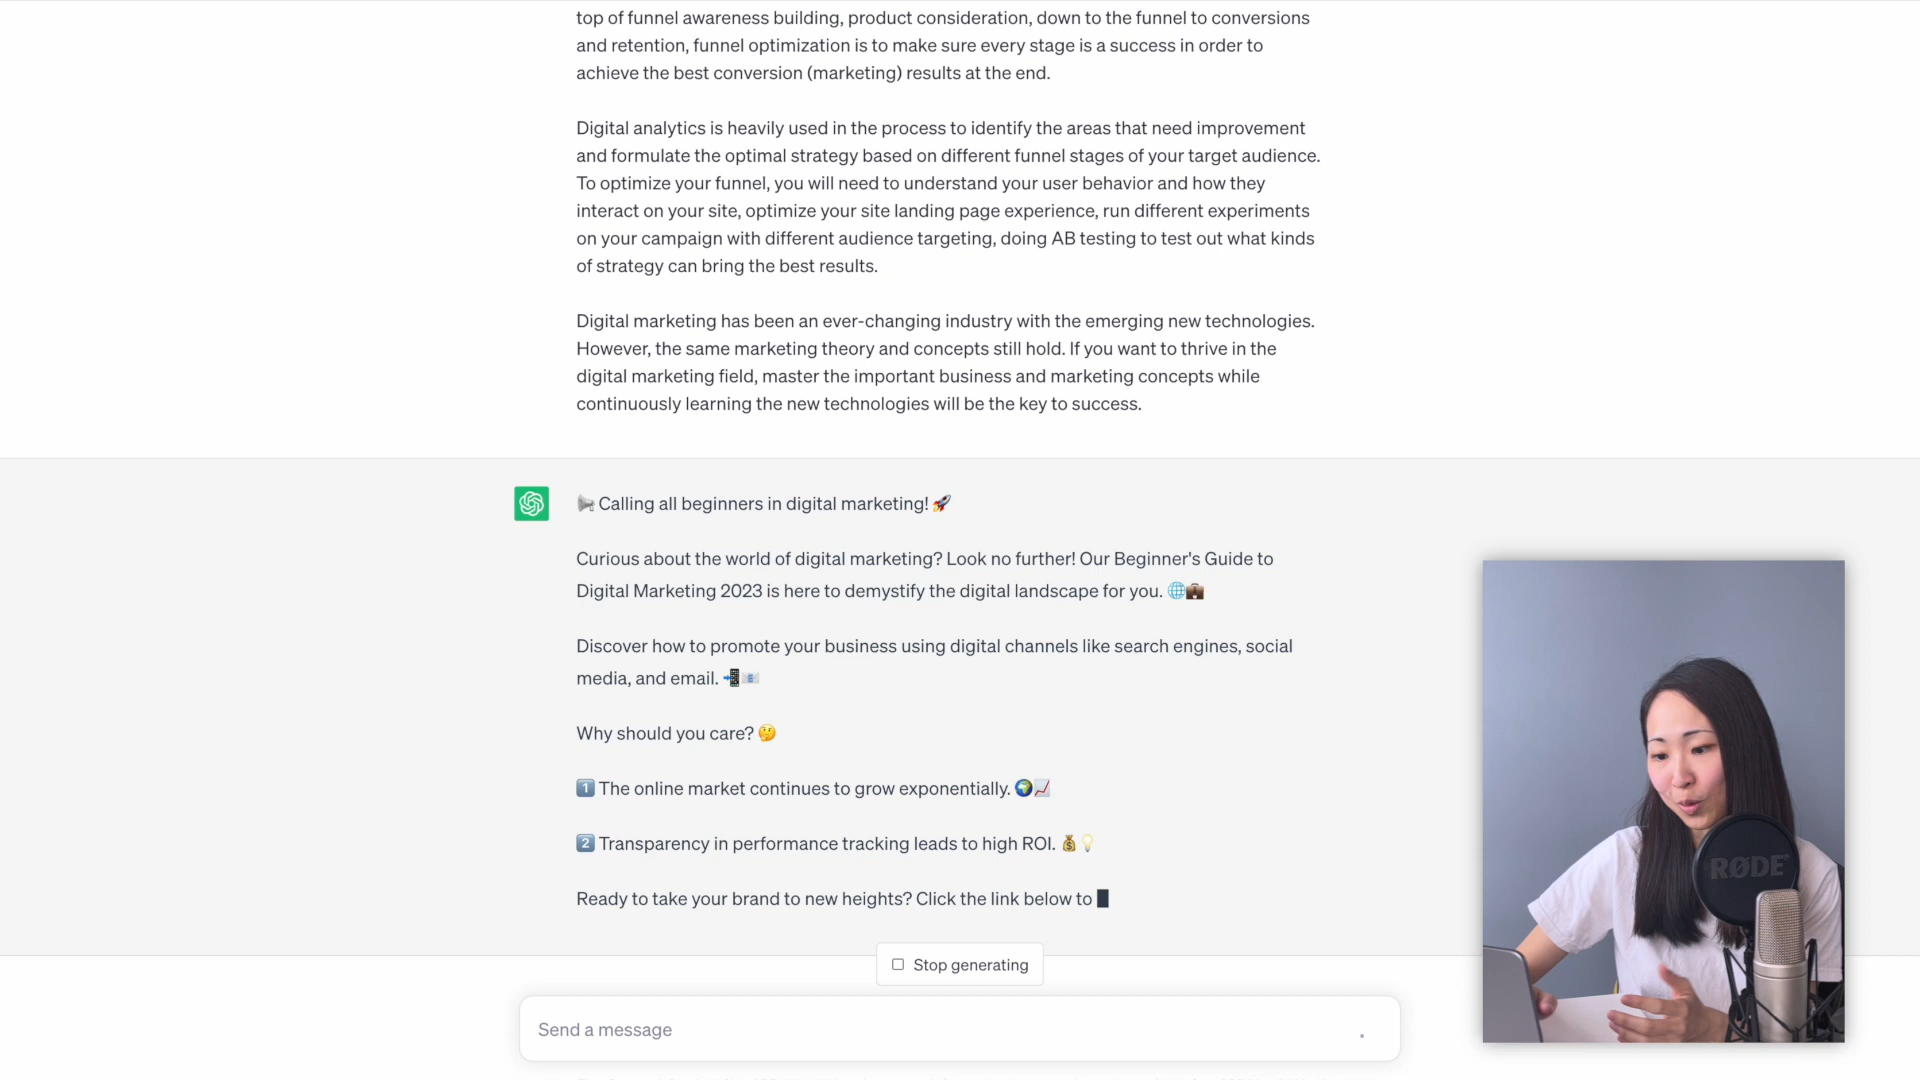 top of funnel awareness building, product consideration, down to the funnel to conversions
and retention, funnel optimization is to make sure every stage is a success in order to
achieve the best conversion (marketing) results at the end.
Digital analytics is heavily used in the process to identify the areas that need improvement
and formulate the optimal strategy based on different funnel stages of your target audience.
To optimize your funnel, you will need to understand your user behavior and how they
interact on your site, optimize your site landing page experience, run different experiments
on your campaign with different audience targeting, doing AB testing to test out what kinds
of strategy can bring the best results.
Digital marketing has been an ever-changing industry with the emerging new technologies.
However, the same marketing theory and concepts still hold. If you want to thrive in the
digital marketing field, master the important business and marketing concepts while
continuously learning the new technologies will be the key to success.
📢 Calling all beginners in digital marketing! 🚀
Curious about the world of digital marketing? Look no further! Our Beginner's Guide to
Digital Marketing 2023 is here to demystify the digital landscape for you. 🌐💼
Discover how to promote your business using digital channels like search engines, social
media, and email. 📲📧
Why should you care? 🤔
1️⃣ The online market continues to grow exponentially. 🌍📈
2️⃣ Transparency in performance tracking leads to high ROI. 💰💡
Ready to take your brand to new heights? Click the link below to
Stop generating
Send a message
RØDE